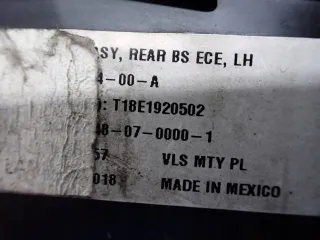 SY, REAR BS ECE, LH
4-00-A
: T18E1920502
8-07-0000-1
57 VLS MTY PL
018 MADE IN MEXICO